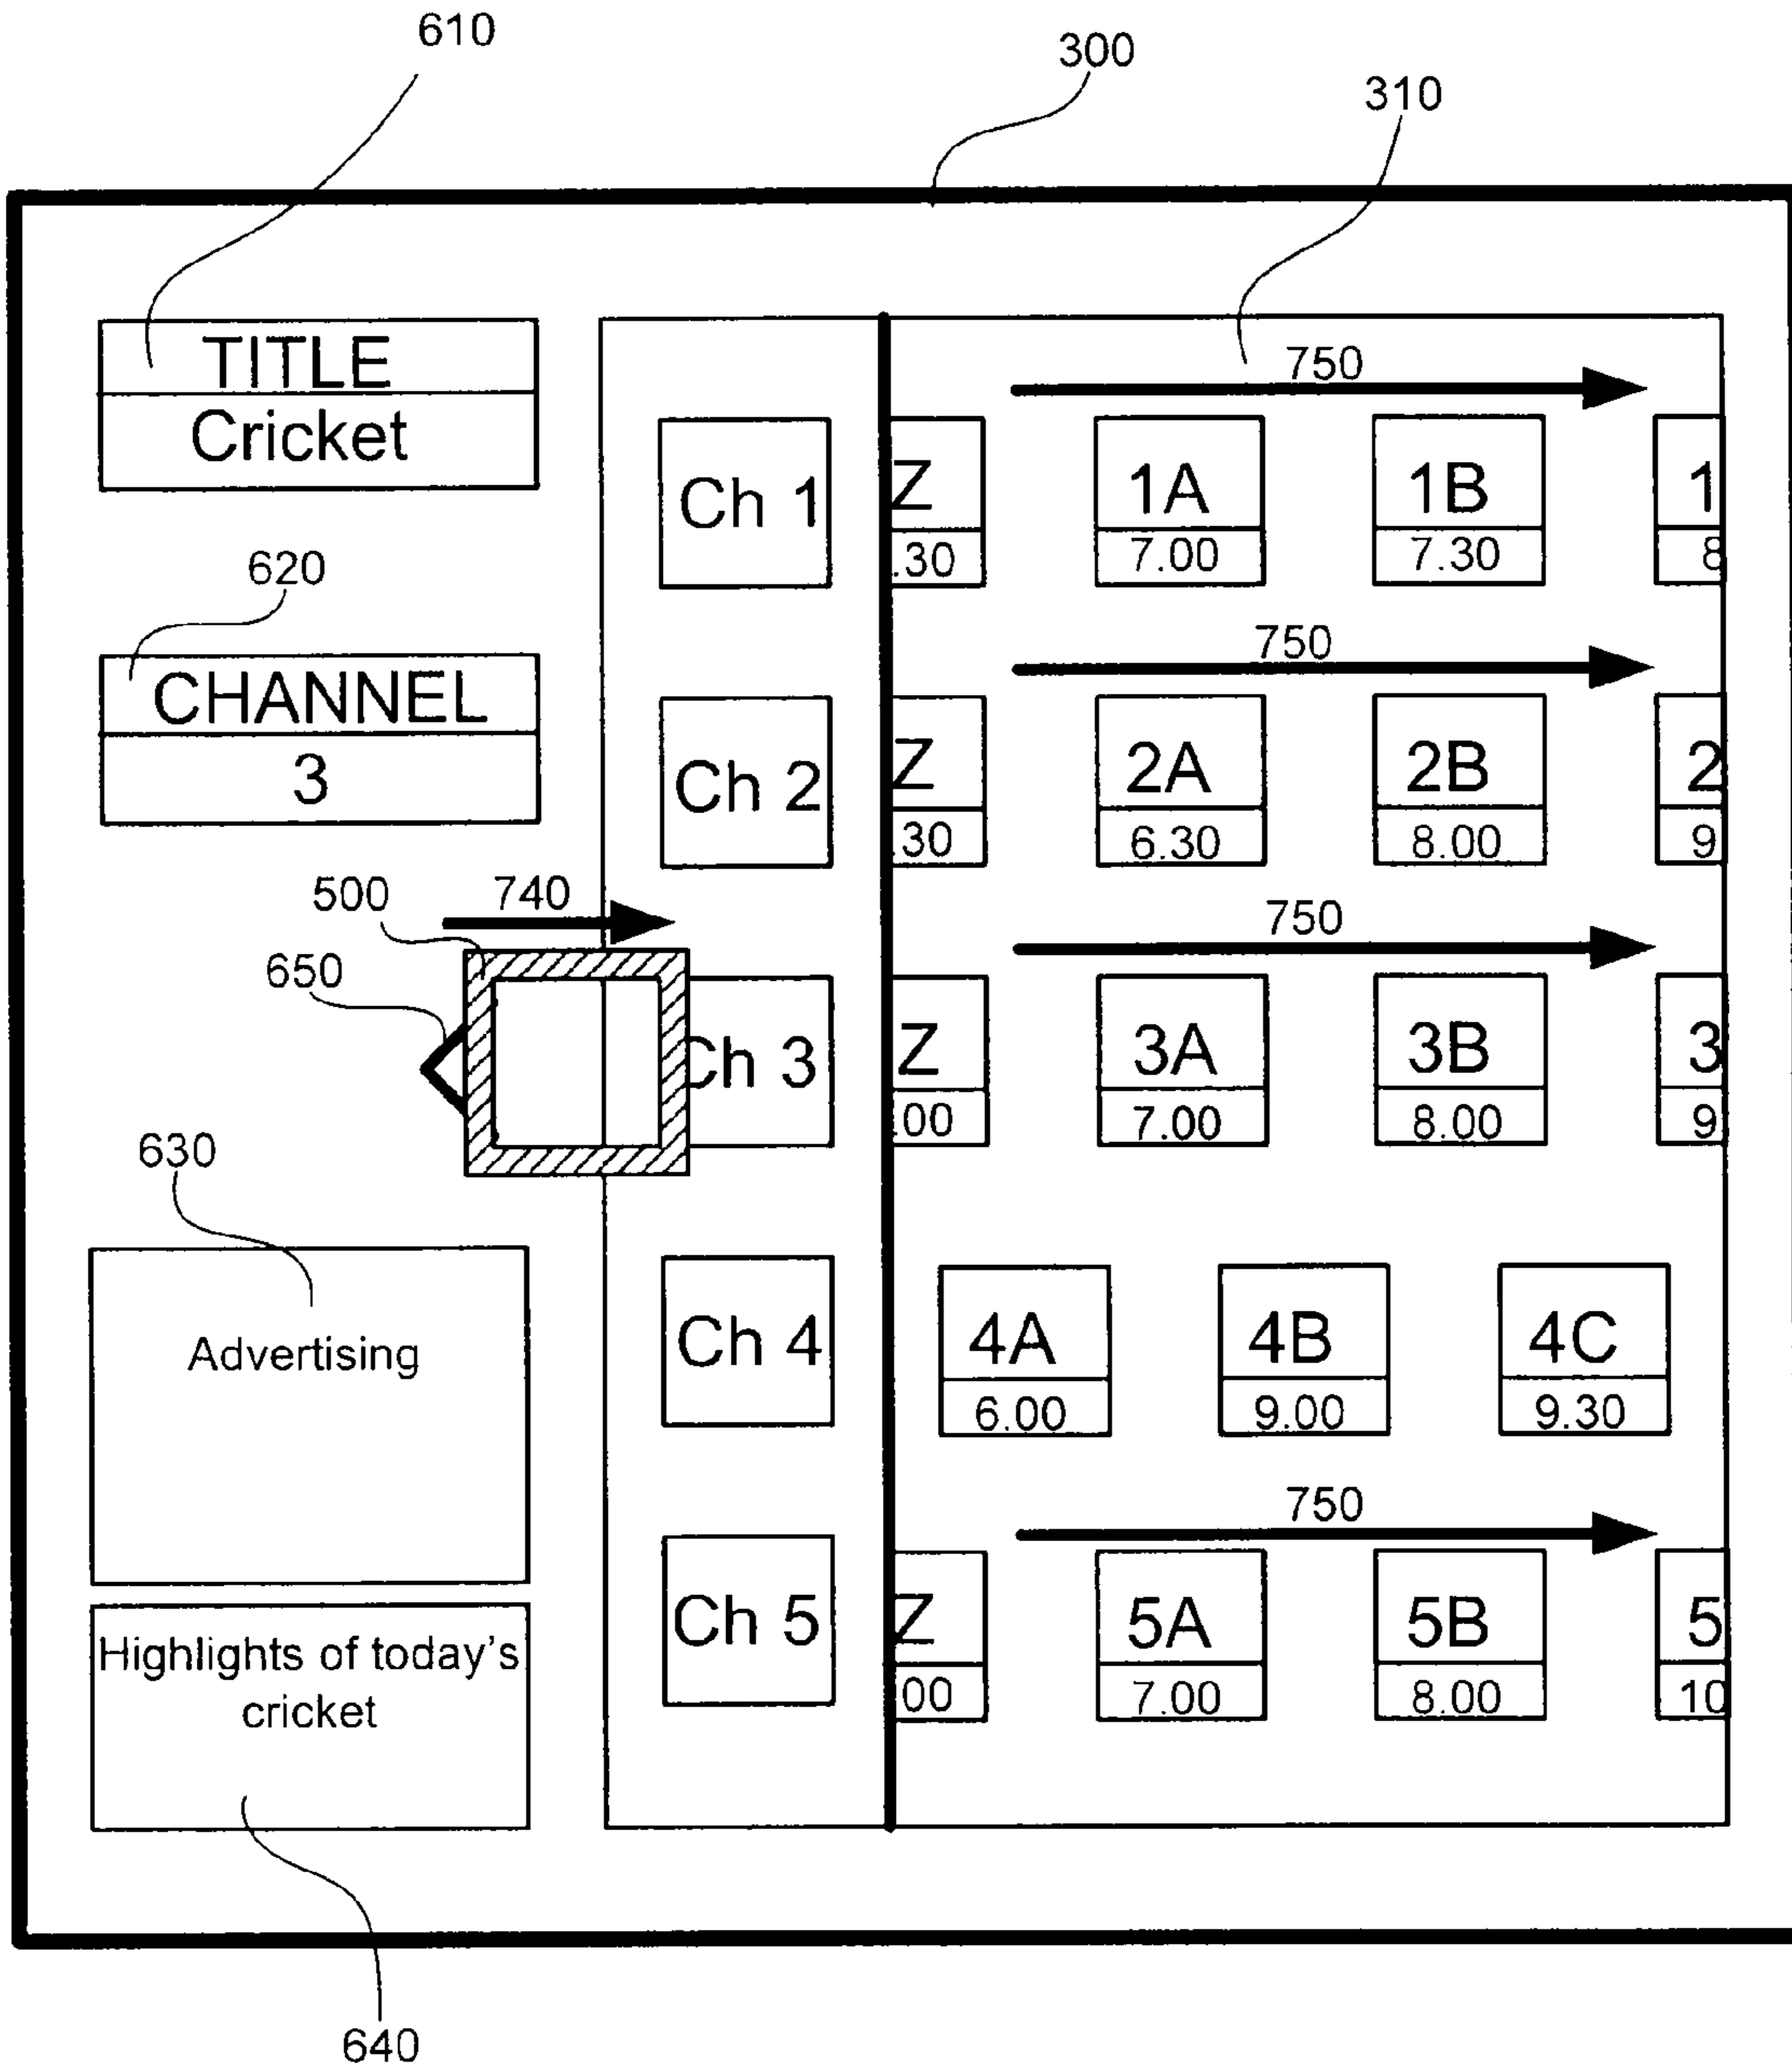 610
300
310
TITLE
Cricket
750
Ch 1
Z
.30
1A
7.00
1B
7.30
1
8
620
CHANNEL
3
750
Ch 2
Z
30
2A
6.30
2B
8.00
2
9
500
740
750
650
Ch 3
Z
.00
3A
7.00
3B
8.00
3
9
630
Advertising
Ch 4
4A
6.00
4B
9.00
4C
9.30
750
Ch 5
Z
00
5A
7.00
5B
8.00
5
10
Highlights of today's
cricket
640